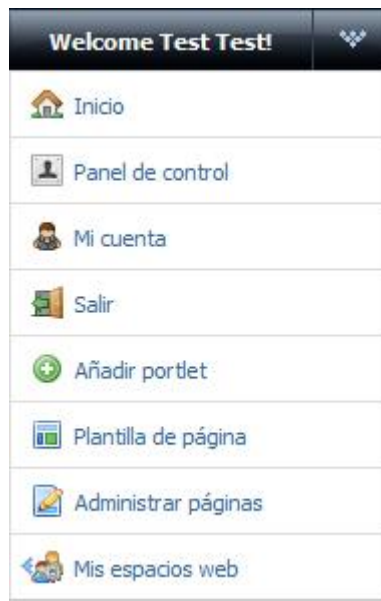 Welcome Test Test!
Inicio
Panel de control
Mi cuenta
Salir
Añadir portlet
Plantilla de página
Administrar páginas
Mis espacios web